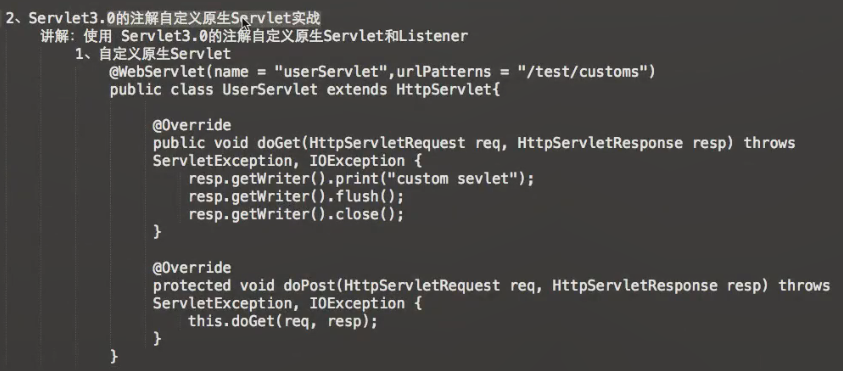 2、Servlet3.0的注解自定义原生Servlet实战
讲解：使用 Servlet3.0的注解自定义原生Servlet和Listener
1、自定义原生Servlet
@WebServlet(name = "userServlet",urlPatterns = "/test/customs")
public class UserServlet extends HttpServlet{
@Override
public void doGet(HttpServletRequest req, HttpServletResponse resp) throws
ServletException, IOException {
resp.getWriter().print("custom sevlet");
resp.getWriter().flush();
resp.getWriter().close();
}
@Override
protected void doPost(HttpServletRequest req, HttpServletResponse resp) throws
ServletException, IOException {
this.doGet(req, resp);
}
}